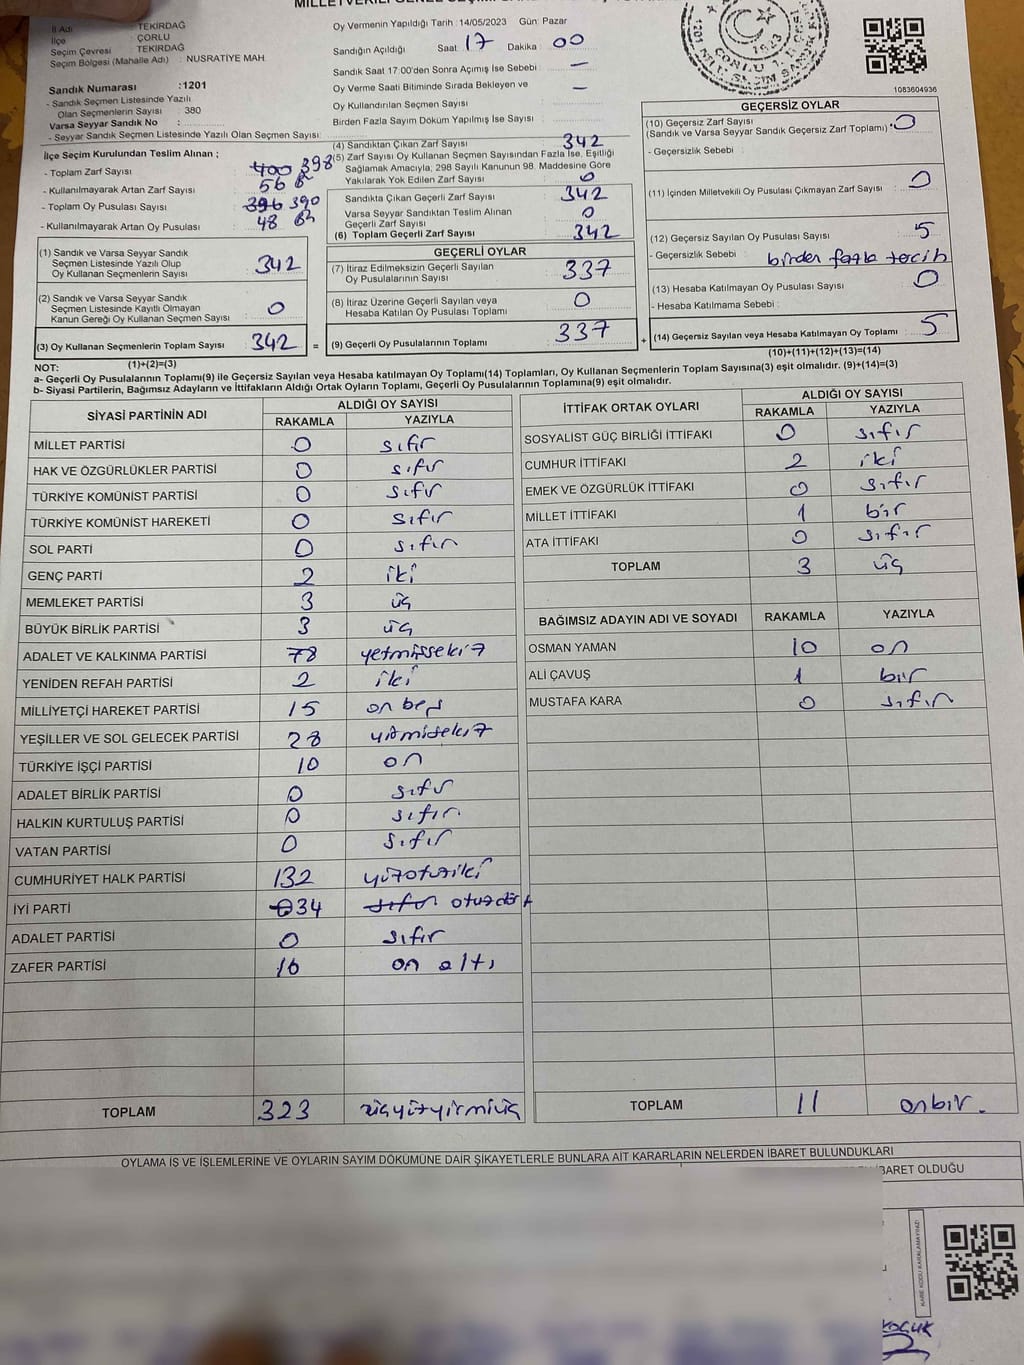 İl Adı : TEKİRDAĞ
İlçe : ÇORLU
Seçim Çevresi : TEKİRDAĞ
Seçim Bölgesi (Mahalle Adı) : NUSRATİYE MAH.
Sandık Numarası :1201
- Sandık Seçmen Listesinde Yazılı
Olan Seçmenlerin Sayısı : 380
Varsa Seyyar Sandık No :
- Seyyar Sandık Seçmen Listesinde Yazılı Olan Seçmen Sayısı:
Oy Vermenin Yapıldığı Tarih :14/05/2023 Gün: Pazar
Sandığın Açıldığı Saat 17 Dakika 00
Sandık Saat 17:00'den Sonra Açımış İse Sebebi : —
Oy Verme Saati Bitiminde Sırada Bekleyen ve —
Oy Kullandırılan Seçmen Sayısı
Birden Fazla Sayım Döküm Yapılmış İse Sayısı :
1201 NOLU SEÇİM SANDIK
ÇORLU 1.
1083604936
İlçe Seçim Kurulundan Teslim Alınan ;
- Toplam Zarf Sayısı : 400 398
- Kullanılmayarak Artan Zarf Sayısı 56
- Toplam Oy Pusulası Sayısı : 396 390
- Kullanılmayarak Artan Oy Pusulası 48
(4) Sandıktan Çıkan Zarf Sayısı 342
(5) Zarf Sayısı Oy Kullanan Seçmen Sayısından Fazla İse, Eşitliği
Sağlamak Amacıyla, 298 Sayılı Kanunun 98. Maddesine Göre
Yakılarak Yok Edilen Zarf Sayısı 0
Sandıkta Çıkan Geçerli Zarf Sayısı 342
Varsa Seyyar Sandıktan Teslim Alınan
Geçerli Zarf Sayısı 0
(6) Toplam Geçerli Zarf Sayısı 342
GEÇERSİZ OYLAR
(10) Geçersiz Zarf Sayısı
(Sandık ve Varsa Seyyar Sandık Geçersiz Zarf Toplamı) : 0
- Geçersizlik Sebebi :
(11) İçinden Milletvekili Oy Pusulası Çıkmayan Zarf Sayısı 0
(12) Geçersiz Sayılan Oy Pusulası Sayısı 5
- Geçersizlik Sebebi : birden fazla tercih
(13) Hesaba Katılmayan Oy Pusulası Sayısı 0
- Hesaba Katılmama Sebebi :
(14) Geçersiz Sayılan veya Hesaba Katılmayan Oy Toplamı 5
(10)+(11)+(12)+(13)=(14)
(1) Sandık ve Varsa Seyyar Sandık
Seçmen Listesinde Yazılı Olup
Oy Kullanan Seçmenlerin Sayısı 342
(2) Sandık ve Varsa Seyyar Sandık
Seçmen Listesinde Kayıtlı Olmayan
Kanun Gereği Oy Kullanan Seçmen Sayısı 0
(3) Oy Kullanan Seçmenlerin Toplam Sayısı 342 =
(1)+(2)=(3)
GEÇERLİ OYLAR
(7) İtiraz Edilmeksizin Geçerli Sayılan
Oy Pusulalarının Sayısı 337
(8) İtiraz Üzerine Geçerli Sayılan veya
Hesaba Katılan Oy Pusulası Toplamı 0
(9) Geçerli Oy Pusulalarının Toplamı 337 +
NOT:
a- Geçerli Oy Pusulalarının Toplamı(9) ile Geçersiz Sayılan veya Hesaba katılmayan Oy Toplamı(14) Toplamları, Oy Kullanan Seçmenlerin Toplam Sayısına(3) eşit olmalıdır. (9)+(14)=(3)
b- Siyasi Partilerin, Bağımsız Adayların ve İttifakların Aldığı Ortak Oyların Toplamı, Geçerli Oy Pusulalarının Toplamına(9) eşit olmalıdır.
SİYASİ PARTİNİN ADI ALDIĞI OY SAYISI
RAKAMLA YAZIYLA
MİLLET PARTİSİ 0 sıfır
HAK VE ÖZGÜRLÜKLER PARTİSİ 0 sıfır
TÜRKİYE KOMÜNİST PARTİSİ 0 sıfır
TÜRKİYE KOMÜNİST HAREKETİ 0 sıfır
SOL PARTİ 0 sıfır
GENÇ PARTİ 2 iki
MEMLEKET PARTİSİ 3 üç
BÜYÜK BİRLİK PARTİSİ 3 üç
ADALET VE KALKINMA PARTİSİ 78 yetmişsekiz
YENİDEN REFAH PARTİSİ 2 iki
MİLLİYETÇİ HAREKET PARTİSİ 15 onbeş
YEŞİLLER VE SOL GELECEK PARTİSİ 28 yirmisekiz
TÜRKİYE İŞÇİ PARTİSİ 10 on
ADALET BİRLİK PARTİSİ 0 sıfır
HALKIN KURTULUŞ PARTİSİ 0 sıfır
VATAN PARTİSİ 0 sıfır
CUMHURİYET HALK PARTİSİ 132 yüzotuziki
İYİ PARTİ 0 34 sıfır otuzdört
ADALET PARTİSİ 0 sıfır
ZAFER PARTİSİ 16 on altı
TOPLAM 323 üçyüzyirmiüç
İTTİFAK ORTAK OYLARI ALDIĞI OY SAYISI
RAKAMLA YAZIYLA
SOSYALİST GÜÇ BİRLİĞİ İTTİFAKI 0 sıfır
CUMHUR İTTİFAKI 2 iki
EMEK VE ÖZGÜRLÜK İTTİFAKI 0 sıfır
MİLLET İTTİFAKI 1 bir
ATA İTTİFAKI 0 sıfır
TOPLAM 3 üç
BAĞIMSIZ ADAYIN ADI VE SOYADI RAKAMLA YAZIYLA
OSMAN YAMAN 10 on
ALİ ÇAVUŞ 1 bir
MUSTAFA KARA 0 sıfır
TOPLAM 11 onbir.
OYLAMA İŞ VE İŞLEMLERİNE VE OYLARIN SAYIM DÖKÜMÜNE DAİR ŞİKAYETLERLE BUNLARA AİT KARARLARIN NELERDEN İBARET BULUNDUKLARI
İBARET OLDUĞU
KARE KODU KARALAMAYINIZ!